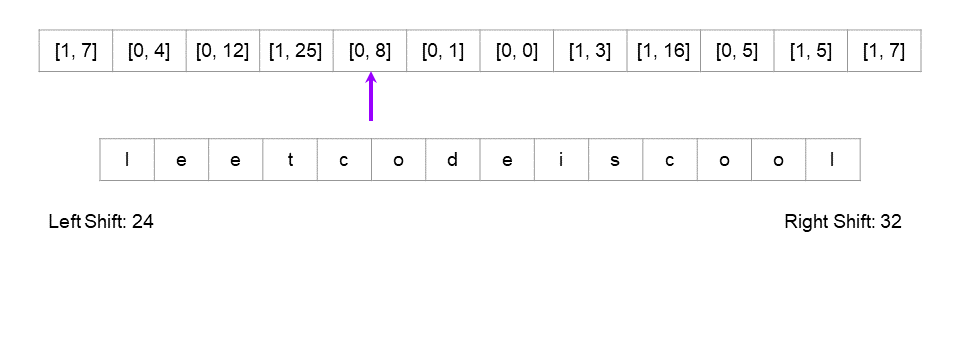 [1, 7] [0, 4] [0, 12] [1, 25] [0, 8] [0, 1] [0, 0] [1, 3] [1, 16] [0, 5] [1, 5] [1, 7]
l e e t c o d e i s c o o l
Left Shift: 24 Right Shift: 32